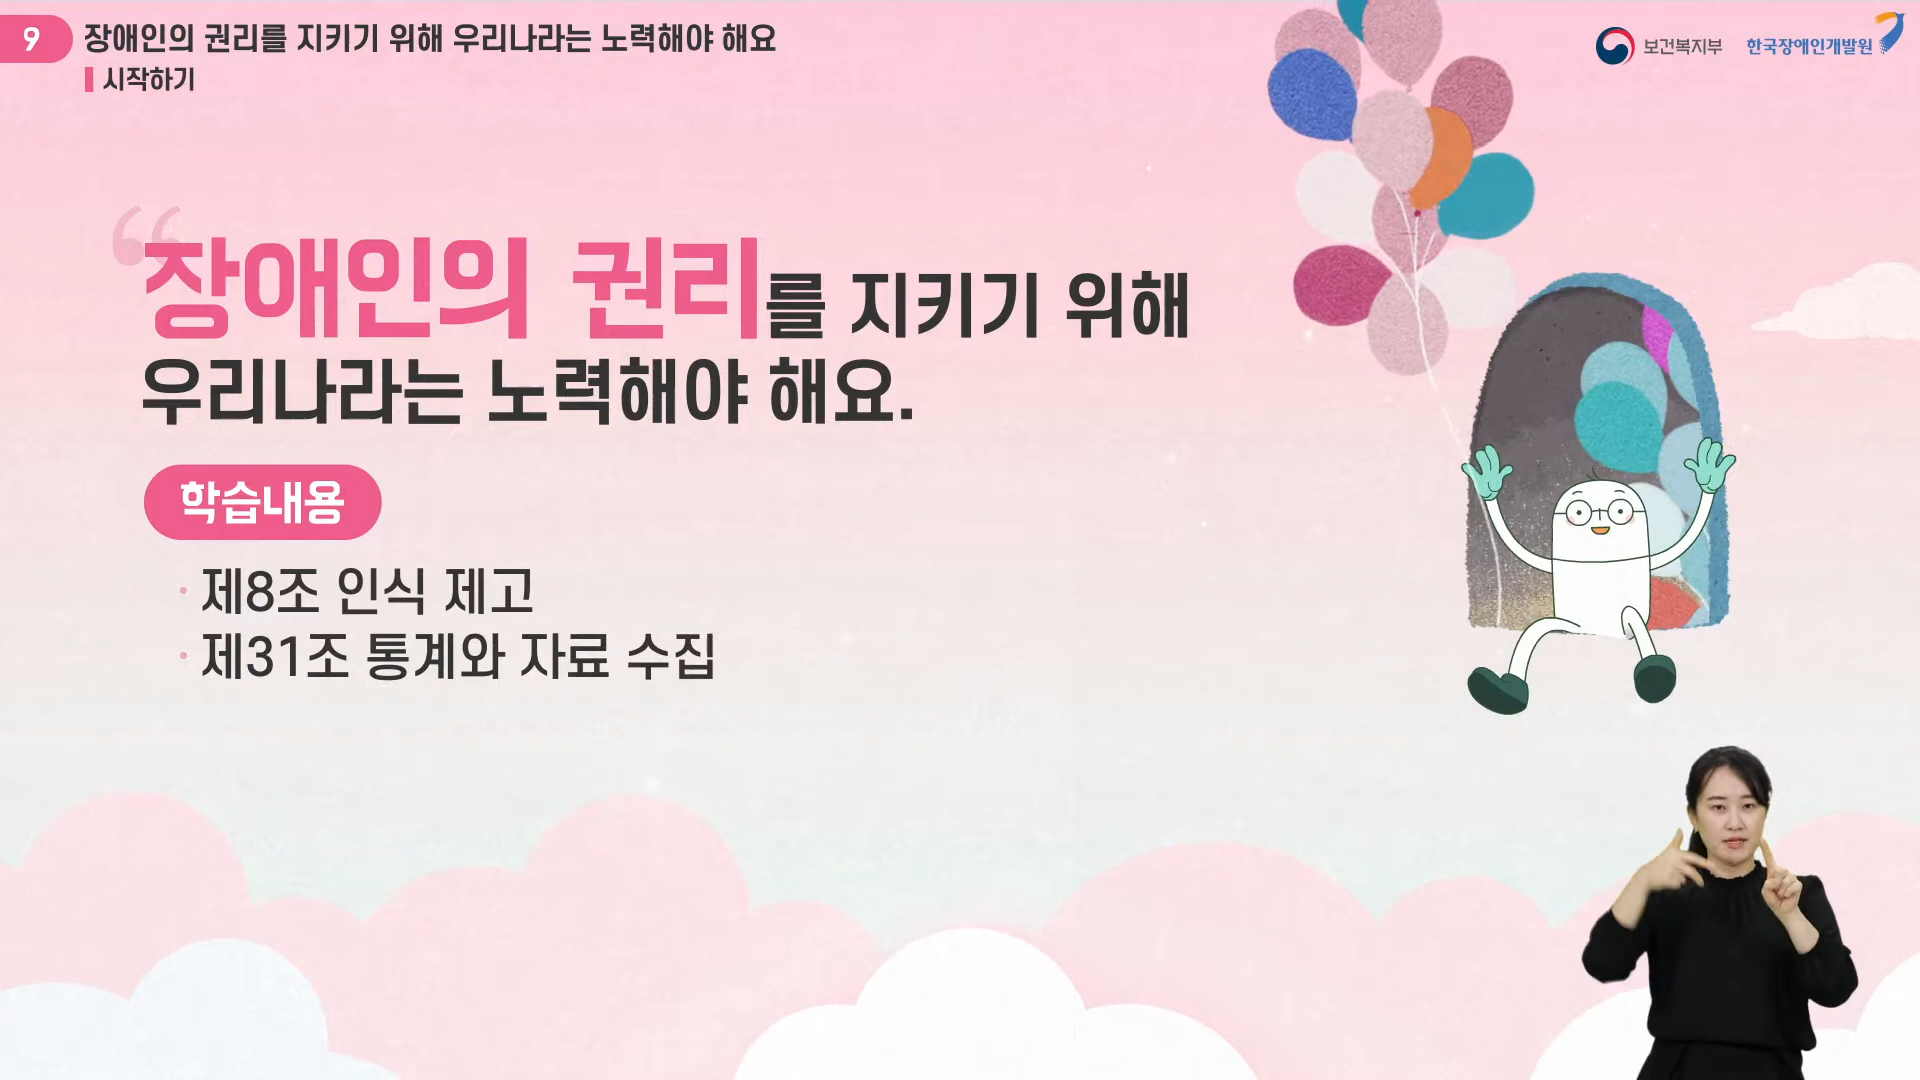 9 장애인의 권리를 지키기 위해 우리나라는 노력해야 해요
시작하기
보건복지부 한국장애인개발원
“장애인의 권리를 지키기 위해
우리나라는 노력해야 해요.
학습내용
· 제8조 인식 제고
· 제31조 통계와 자료 수집